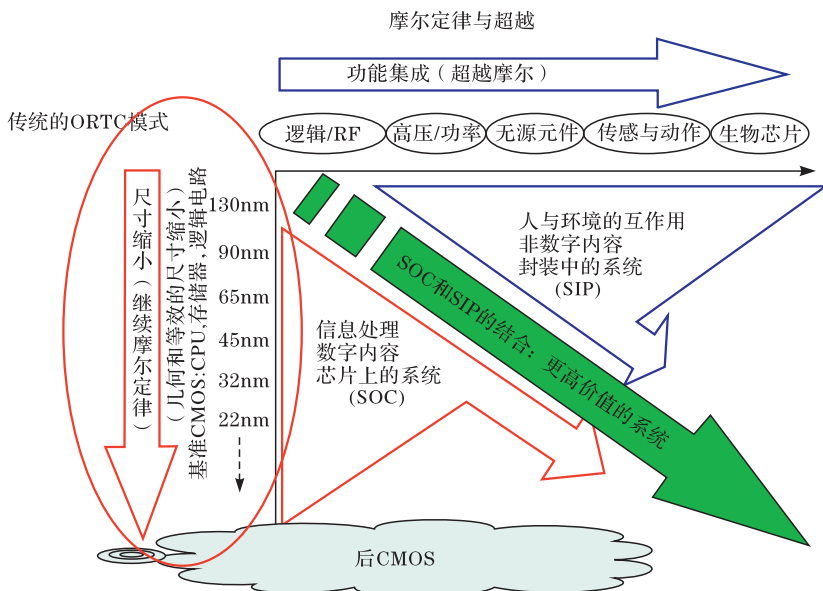 摩尔定律与超越
功能集成（超越摩尔）
传统的ORTC模式
逻辑/RF
高压/功率
无源元件
传感与动作
生物芯片
尺寸缩小（继续摩尔定律）
（几何和等效的尺寸缩小）
基准CMOS:CPU,存储器,逻辑电路
130nm
90nm
65nm
45nm
32nm
22nm
人与环境的互作用
非数字内容
封装中的系统
(SIP)
SOC和SIP的结合：更高价值的系统
信息处理
数字内容
芯片上的系统
(SOC)
后CMOS